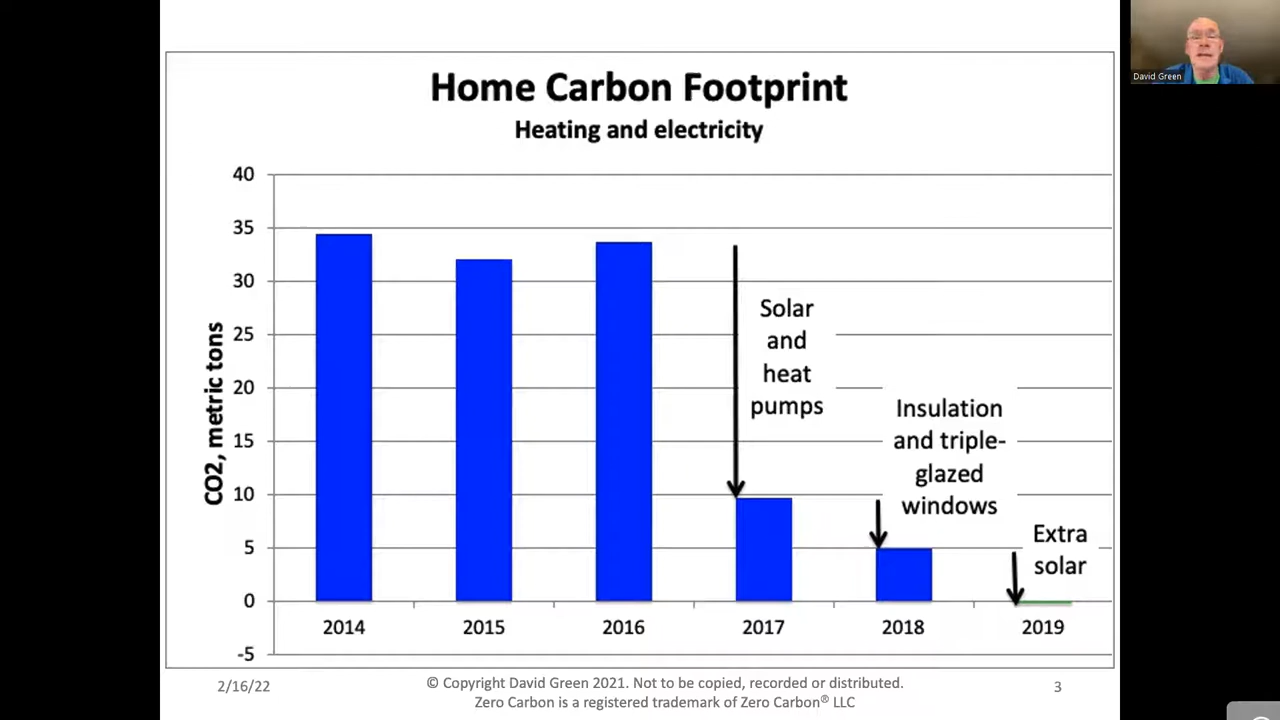 David Green
Home Carbon Footprint
Heating and electricity
CO2, metric tons
40
35
30
25
20
15
10
5
0
-5
Solar
and
heat
pumps
Insulation
and triple-
glazed
windows
Extra
solar
2014
2015
2016
2017
2018
2019
2/16/22
© Copyright David Green 2021. Not to be copied, recorded or distributed.
Zero Carbon is a registered trademark of Zero Carbon® LLC
3